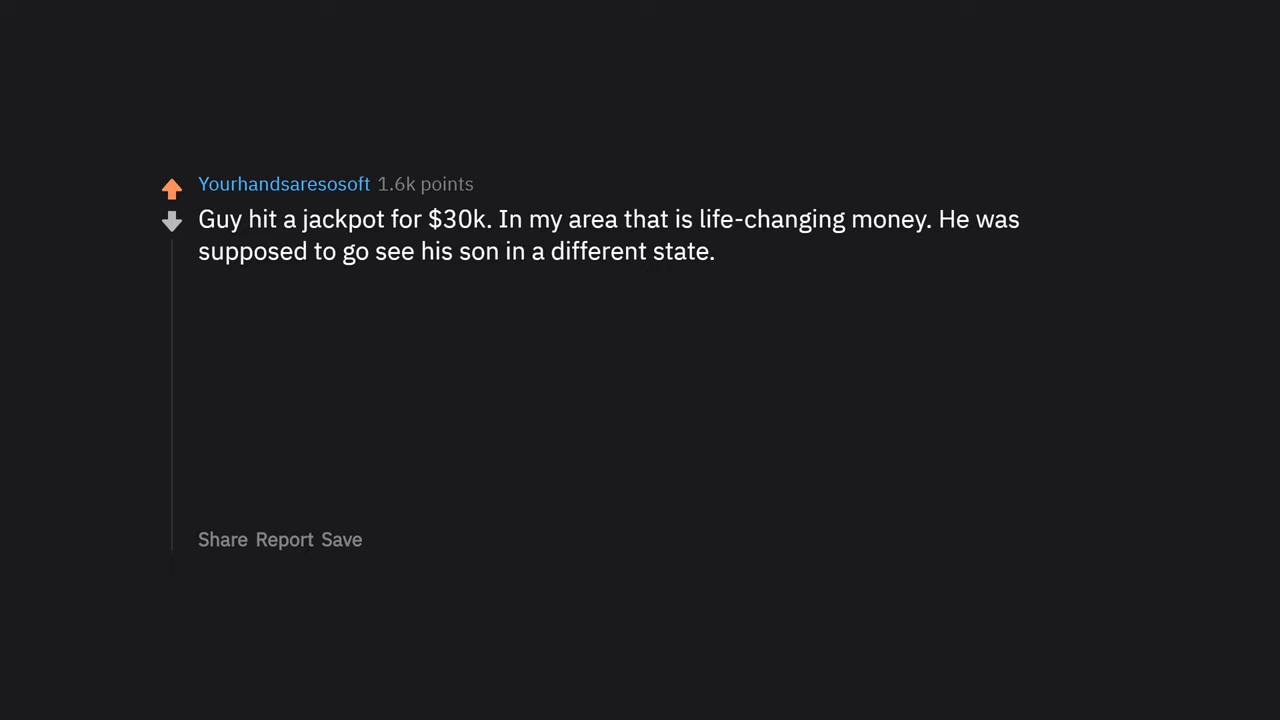 Yourhandsaresosoft 1.6k points
Guy hit a jackpot for $30k. In my area that is life-changing money. He was
supposed to go see his son in a different state.
Share Report Save